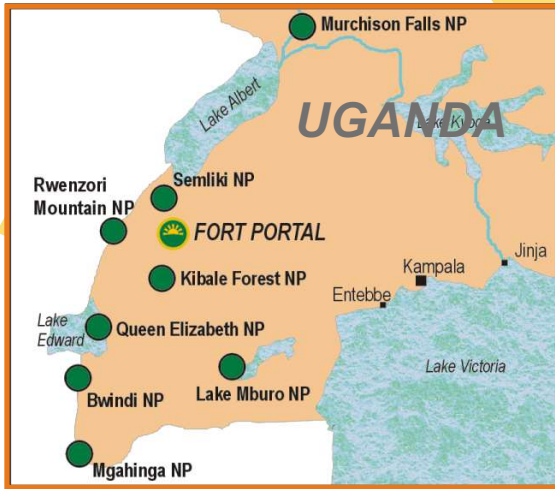 Murchison Falls NP
Lake Albert
UGANDA
Lake Kyoga
Semliki NP
Rwenzori
Mountain NP
FORT PORTAL
Jinja
Kampala
Kibale Forest NP
Entebbe
Lake
Edward
Queen Elizabeth NP
Lake Victoria
Bwindi NP
Lake Mburo NP
Mgahinga NP